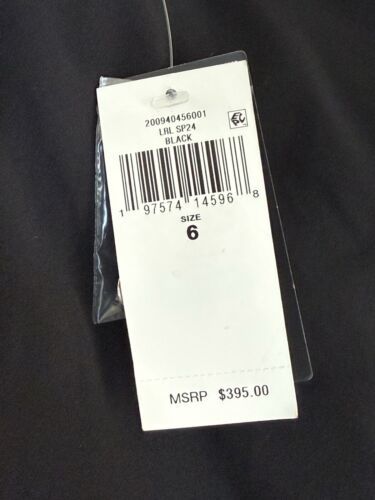 200940456001
LRL SP24
BLACK
1 97574 14596 8
SIZE
6
MSRP $395.00